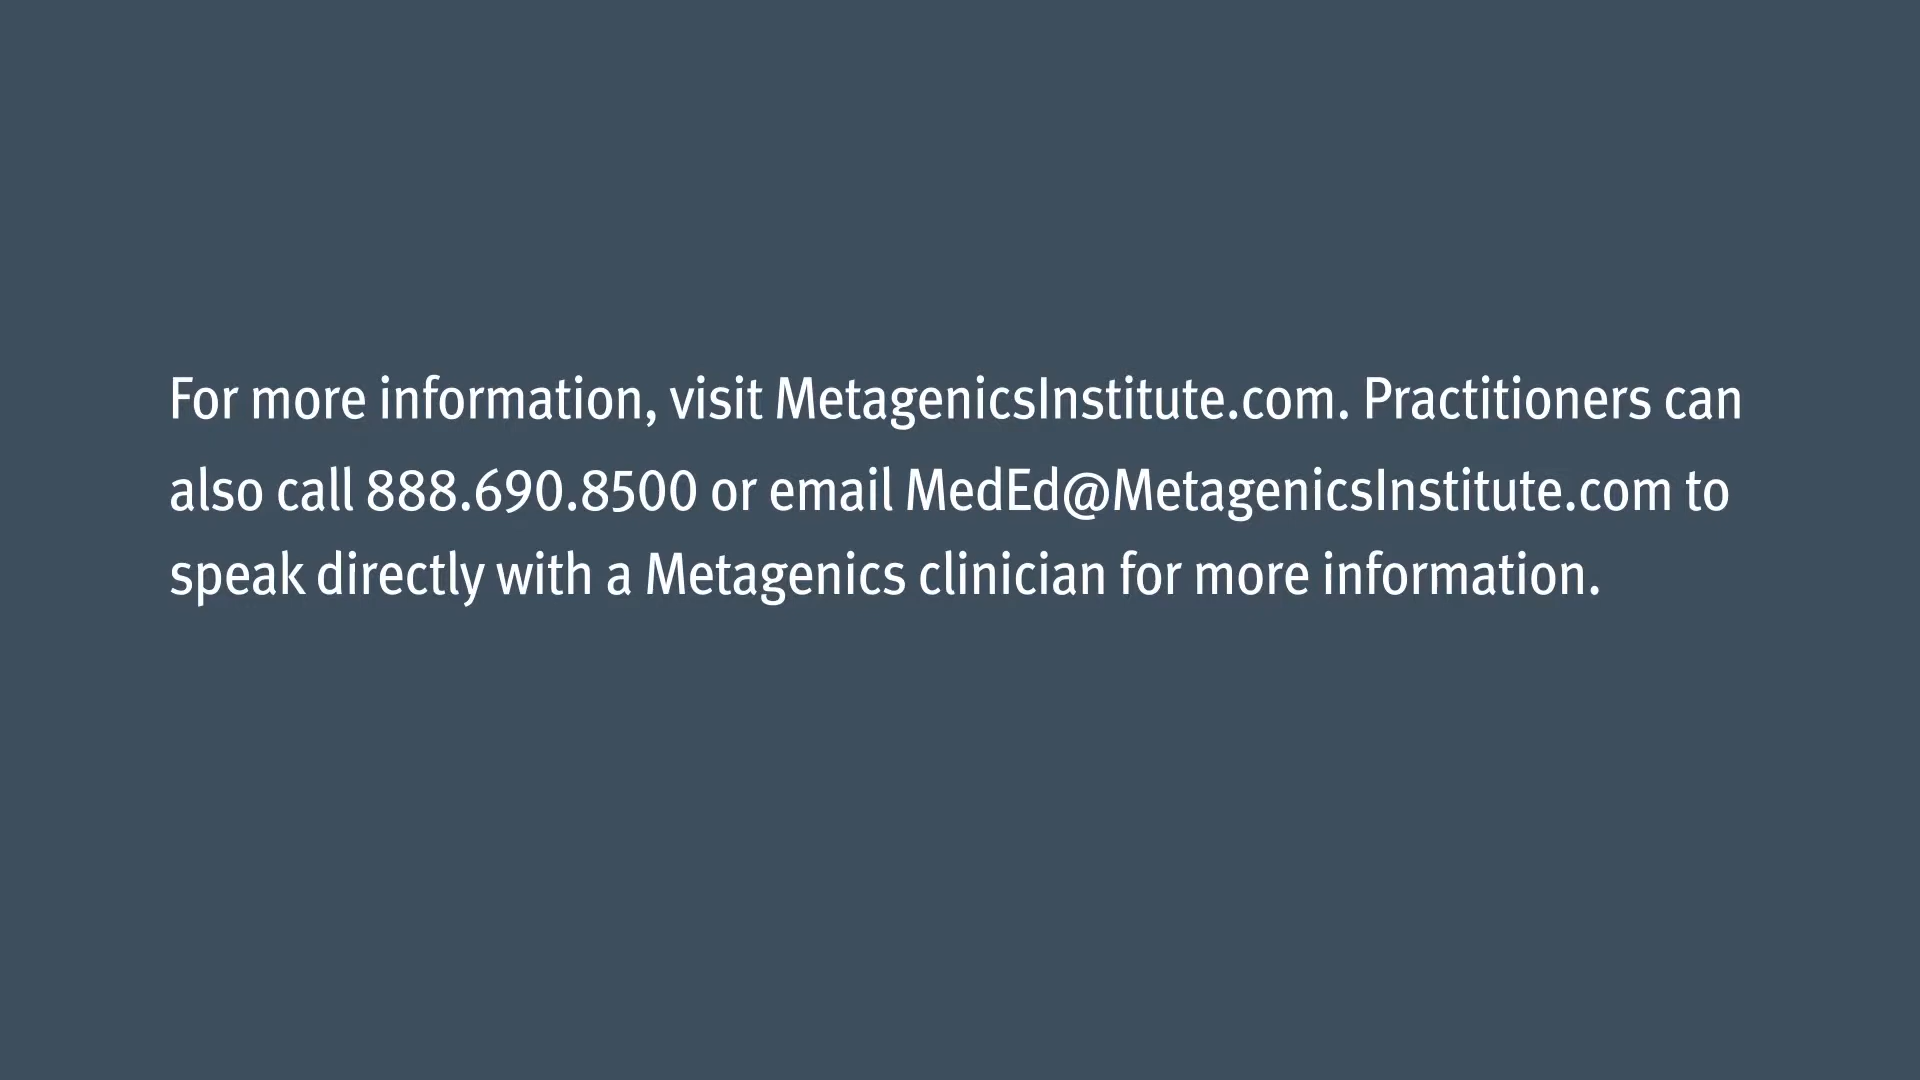 For more information, visit MetagenicsInstitute.com. Practitioners can
also call 888.690.8500 or email MedEd@MetagenicsInstitute.com to
speak directly with a Metagenics clinician for more information.